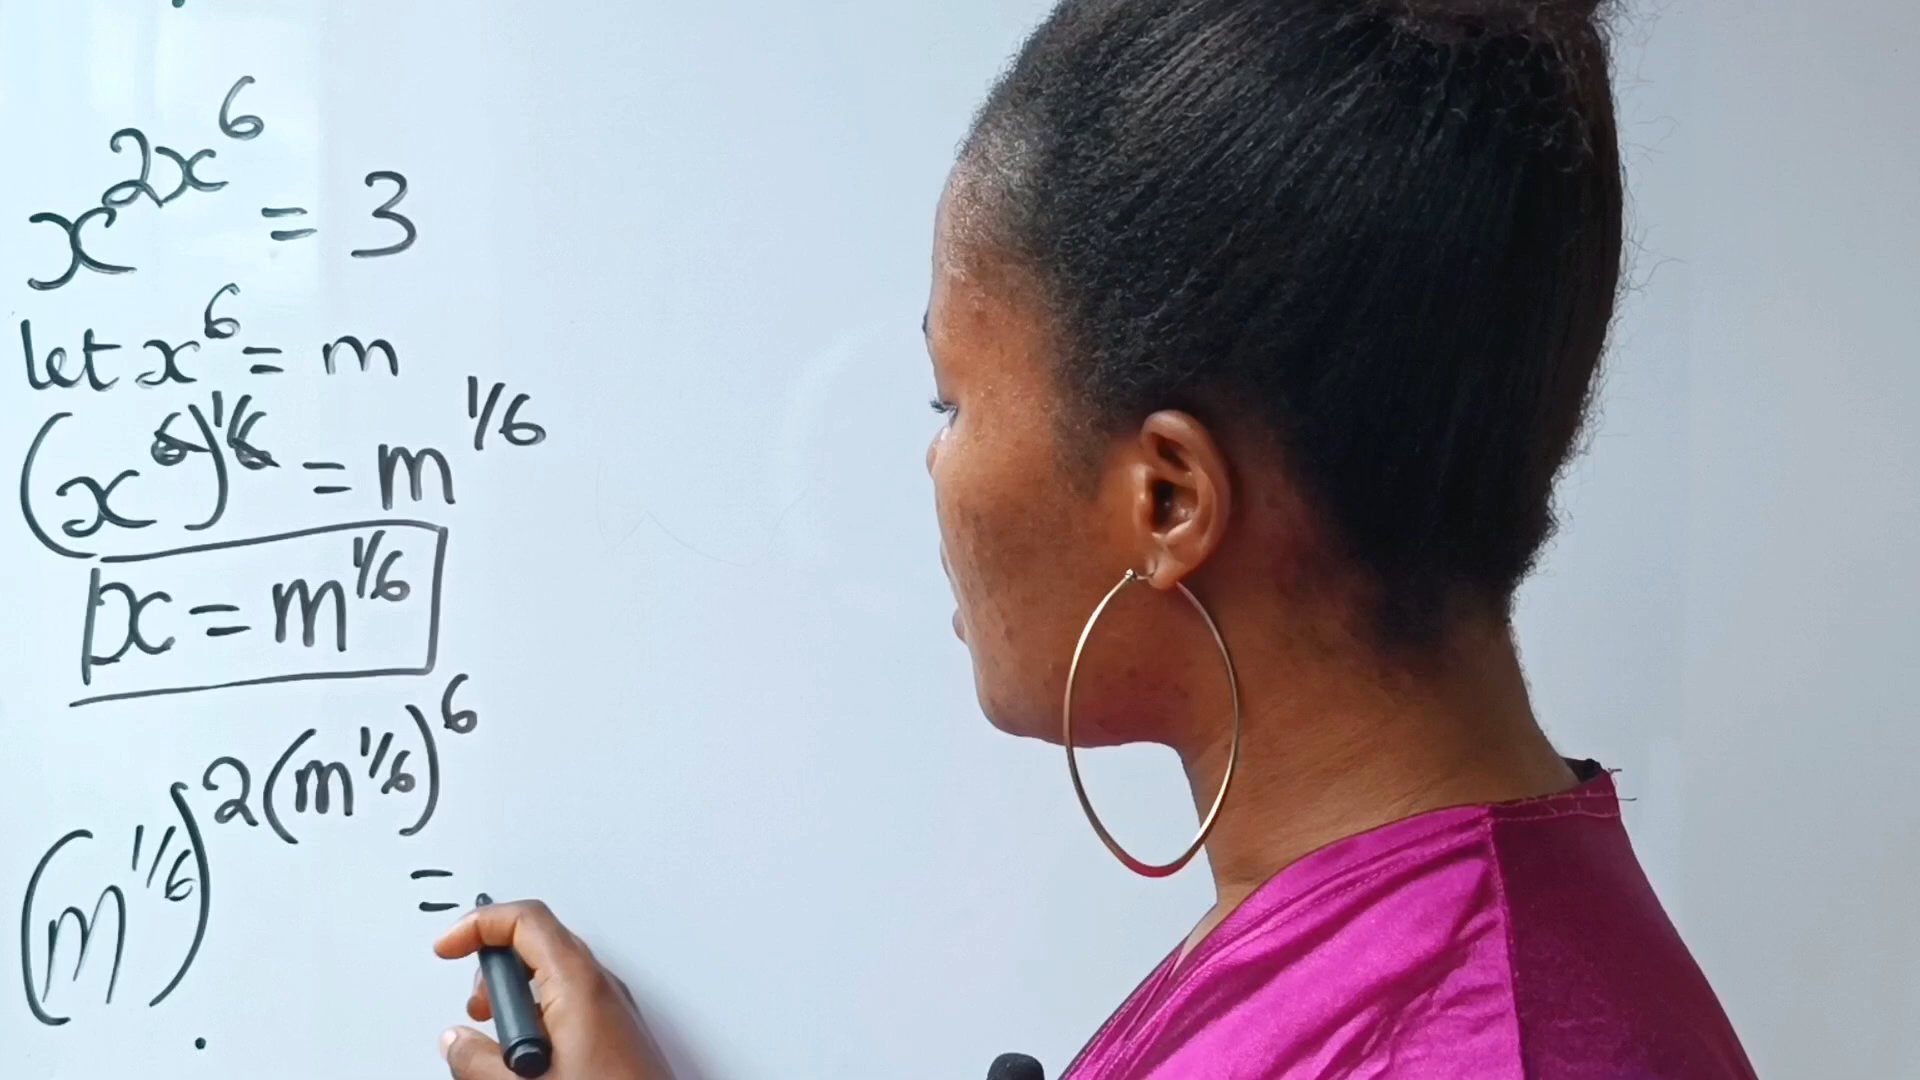 x^{2x^6} = 3
let x^6 = m
(x^6)^{1/6} = m^{1/6}
x = m^{1/6}
(m^{1/6})^{2(m^{1/6})^6} =